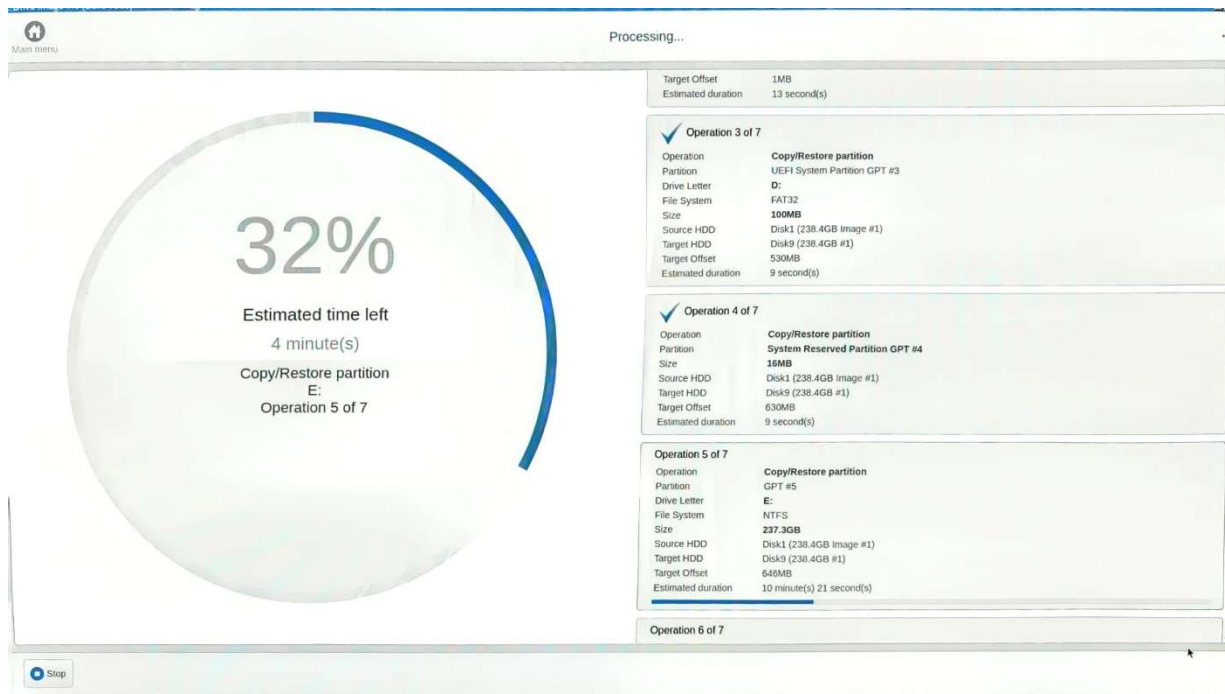 Main menu
Processing...
32%
Estimated time left
4 minute(s)
Copy/Restore partition
E:
Operation 5 of 7
Target Offset 1MB
Estimated duration 13 second(s)
Operation 3 of 7
Operation Copy/Restore partition
Partition UEFI System Partition GPT #3
Drive Letter D:
File System FAT32
Size 100MB
Source HDD Disk1 (238.4GB Image #1)
Target HDD Disk9 (238.4GB #1)
Target Offset 530MB
Estimated duration 9 second(s)
Operation 4 of 7
Operation Copy/Restore partition
Partition System Reserved Partition GPT #4
Size 16MB
Source HDD Disk1 (238.4GB Image #1)
Target HDD Disk9 (238.4GB #1)
Target Offset 630MB
Estimated duration 9 second(s)
Operation 5 of 7
Operation Copy/Restore partition
Partition GPT #5
Drive Letter E:
File System NTFS
Size 237.3GB
Source HDD Disk1 (238.4GB Image #1)
Target HDD Disk9 (238.4GB #1)
Target Offset 646MB
Estimated duration 10 minute(s) 21 second(s)
Operation 6 of 7
Stop